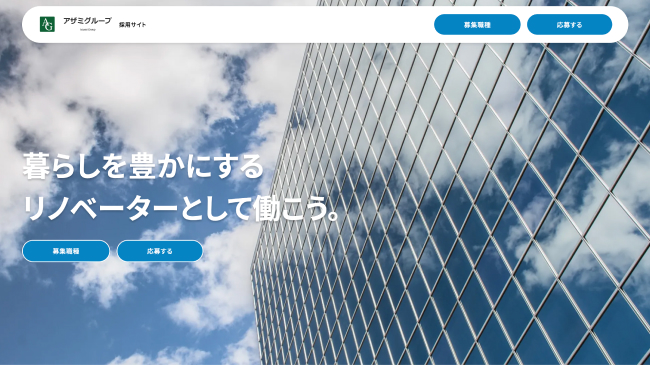 AG アザミグループ 採用サイト
募集職種
応募する
暮らしを豊かにする
リノベーターとして働こう。
募集職種
応募する